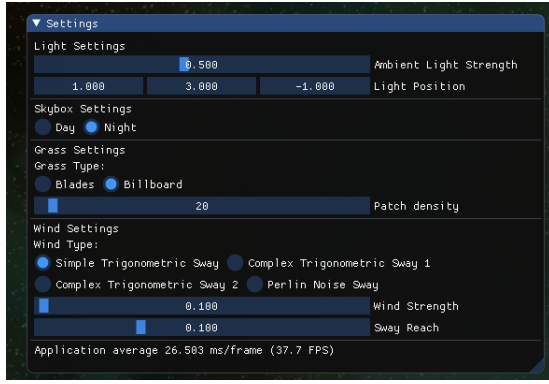 ▼ Settings
Light Settings
0.500 Ambient Light Strength
1.000 3.000 -1.000 Light Position
Skybox Settings
Day Night
Grass Settings
Grass Type:
Blades Billboard
20 Patch density
Wind Settings
Wind Type:
Simple Trigonometric Sway Complex Trigonometric Sway 1
Complex Trigonometric Sway 2 Perlin Noise Sway
0.100 Wind Strength
0.100 Sway Reach
Application average 26.503 ms/frame (37.7 FPS)